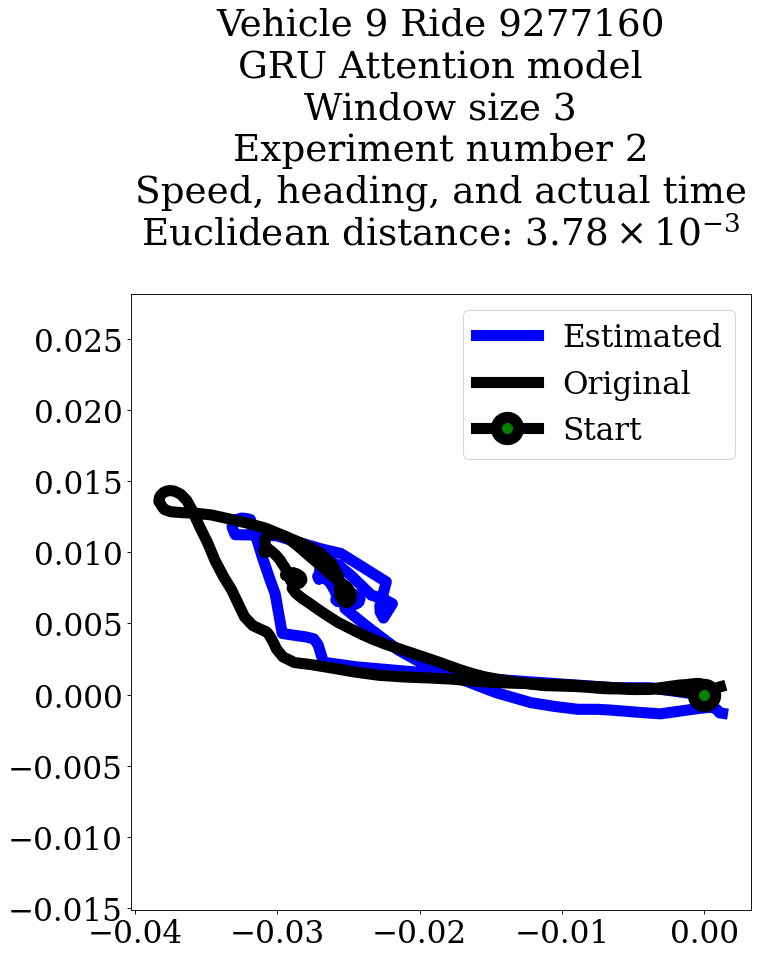 Vehicle 9 Ride 9277160
GRU Attention model
Window size 3
Experiment number 2
Speed, heading, and actual time
Euclidean distance: 3.78 × 10⁻³
Estimated
Original
Start
0.025
0.020
0.015
0.010
0.005
0.000
−0.005
−0.010
−0.015
−0.04 −0.03 −0.02 −0.01 0.00